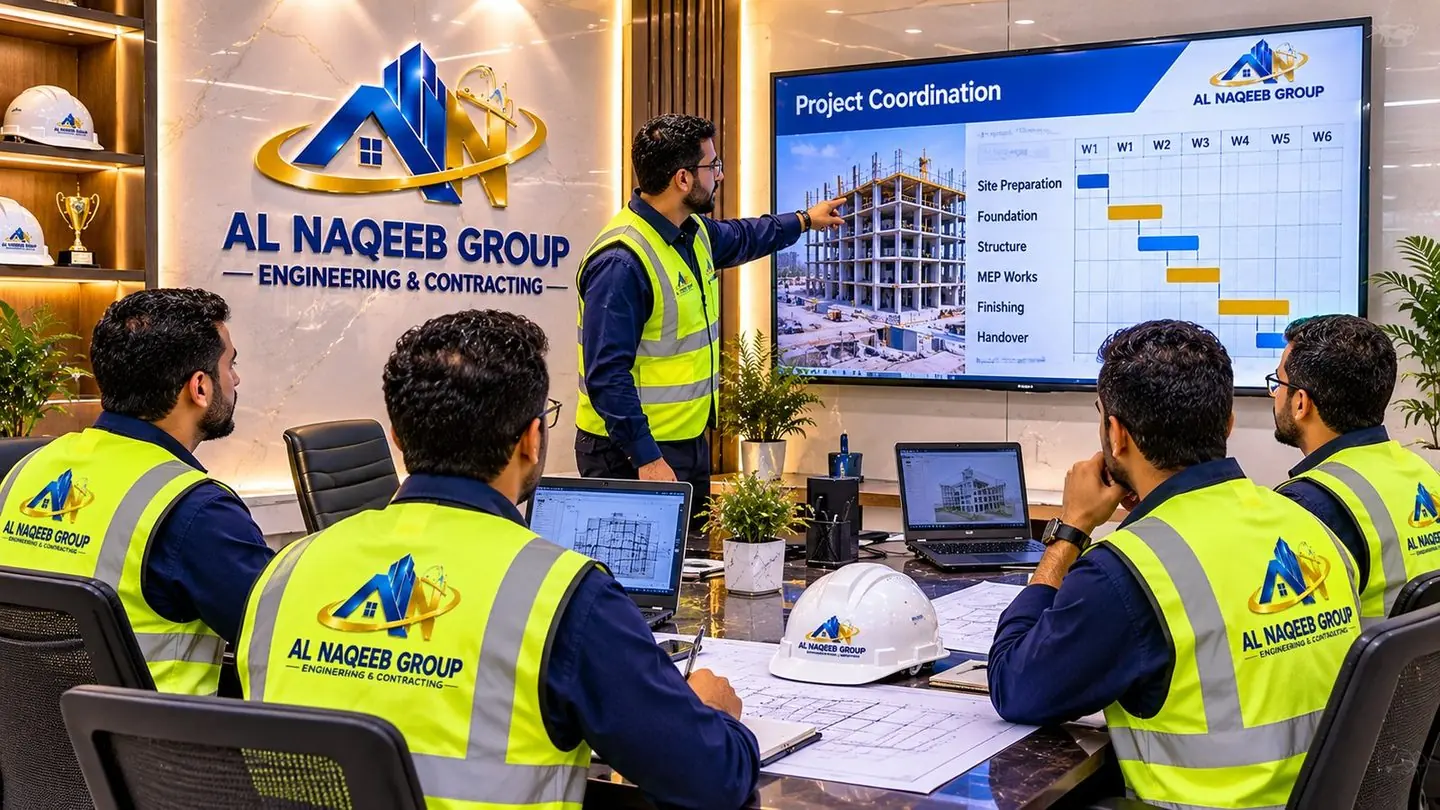 AL NAQEEB GROUP
ENGINEERING & CONTRACTING
Project Coordination
AL NAQEEB GROUP
W1 W1 W2 W3 W4 W5 W6
Site Preparation
Foundation
Structure
MEP Works
Finishing
Handover
AL NAQEEB GROUP
AL NAQEEB GROUP
ENGINEERING & CONTRACTING
AL NAQEEB GROUP
ENGINEERING & CONTRACTING
AL NAQEEB GROUP
AL NAQEEB GROUP
ENGINEERING & CONTRACTING